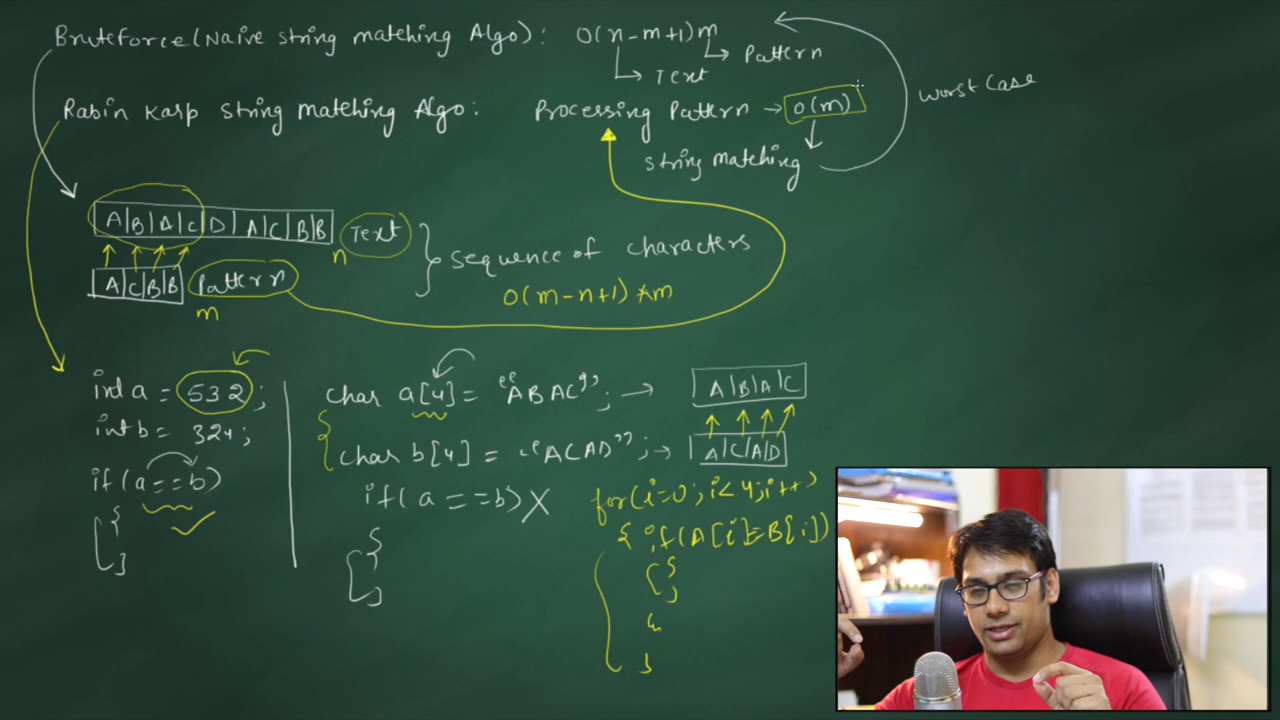 Bruteforce(Naive string matching Algo): O(n-m+1)m
Pattern
Text
worst case
Rabin Karp string matching Algo: Processing Pattern → O(m)
string matching
A|B|A|C|D|A|C|B|B Text
n
A|C|B|B Pattern
m
sequence of characters
O(m-n+1)*m
int a = 532;
int b = 324;
if(a==b)
{
}
char a[4] = "ABAC"; → A|B|A|C
char b[4] = "ACAD"; → A|C|A|D
if(a==b) X
{
}
for(i=0;i<4;i++)
{ if(A[i]=B[i])
{
}
}